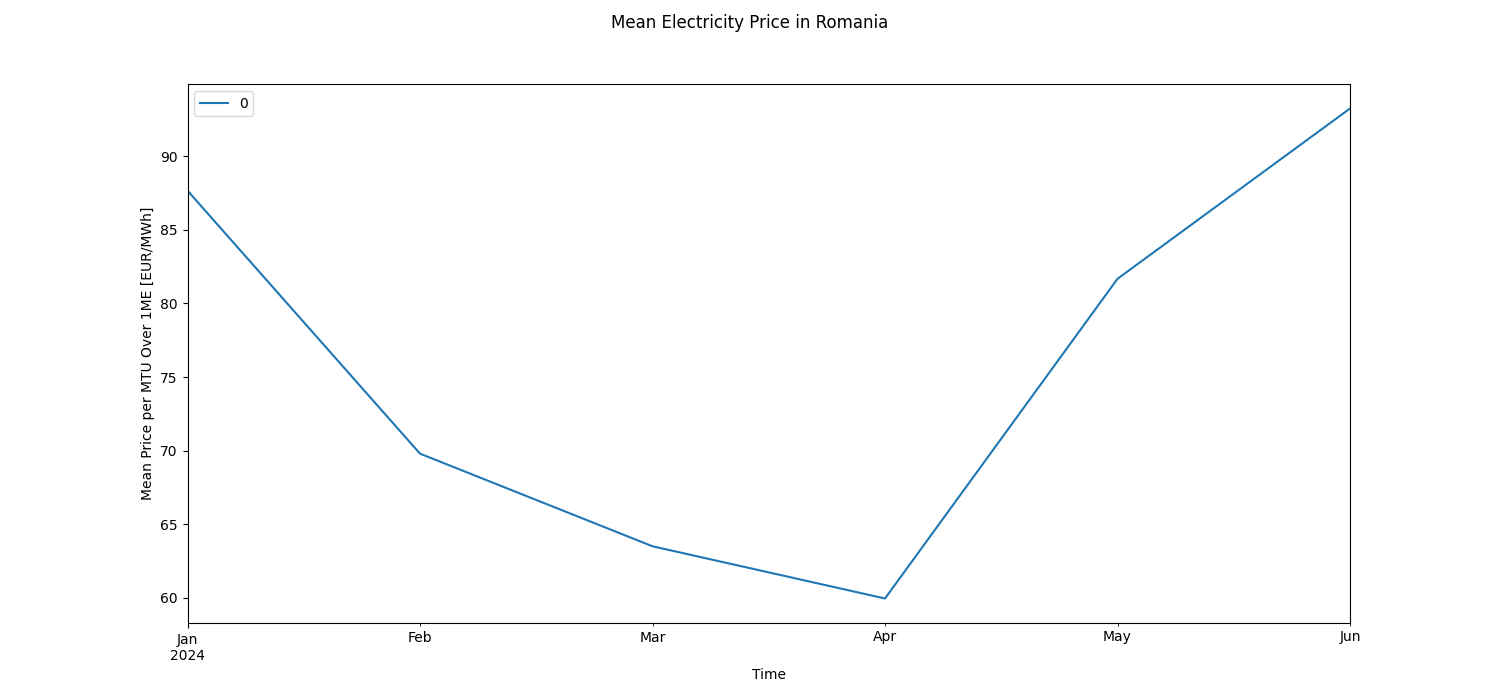 Mean Electricity Price in Romania
0
Mean Price per MTU Over 1ME [EUR/MWh]
90
85
80
75
70
65
60
Jan
2024
Feb
Mar
Apr
May
Jun
Time